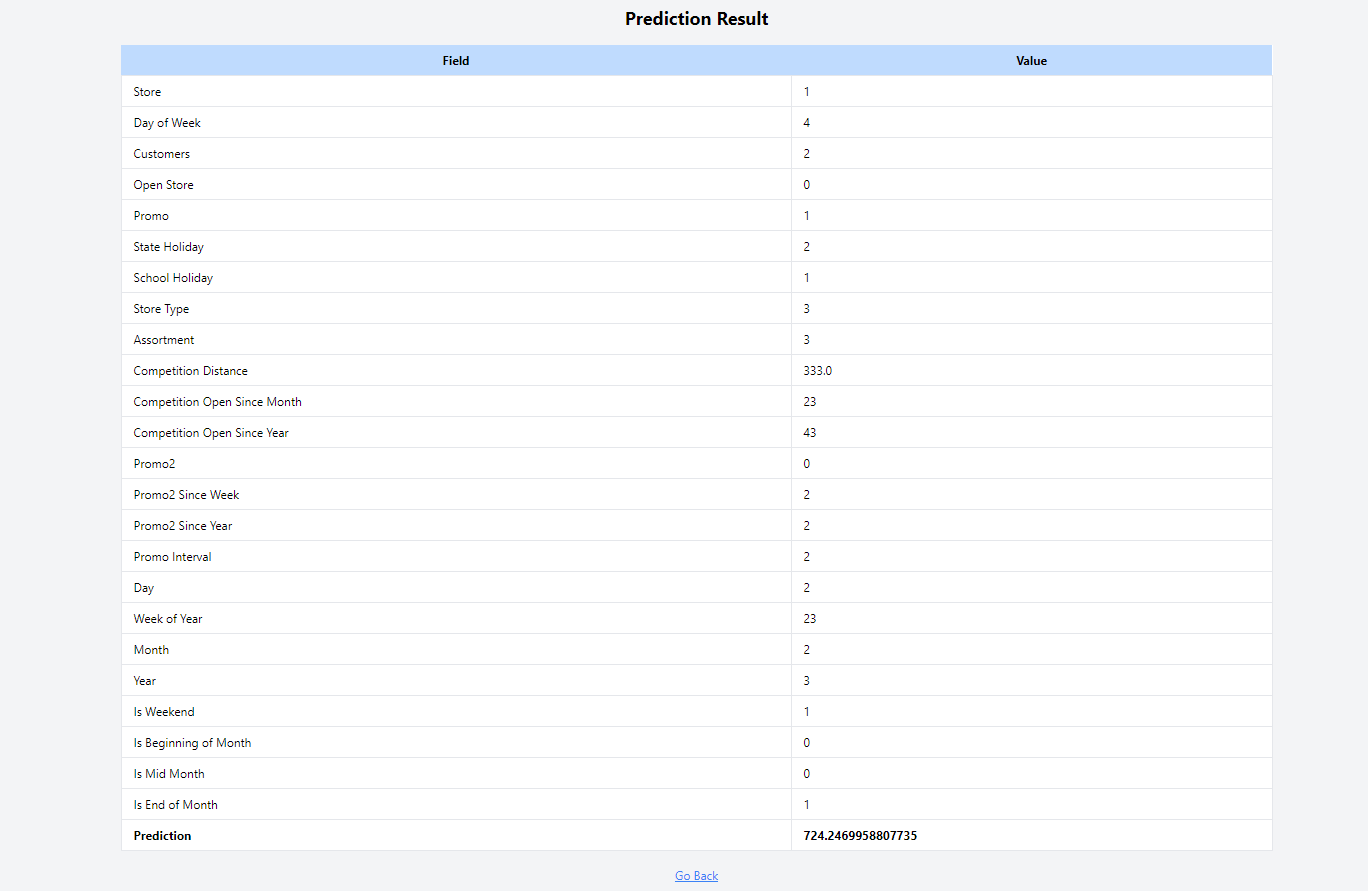 Prediction Result
Field Value
Store 1
Day of Week 4
Customers 2
Open Store 0
Promo 1
State Holiday 2
School Holiday 1
Store Type 3
Assortment 3
Competition Distance 333.0
Competition Open Since Month 23
Competition Open Since Year 43
Promo2 0
Promo2 Since Week 2
Promo2 Since Year 2
Promo Interval 2
Day 2
Week of Year 23
Month 2
Year 3
Is Weekend 1
Is Beginning of Month 0
Is Mid Month 0
Is End of Month 1
Prediction 724.2469958807735
Go Back